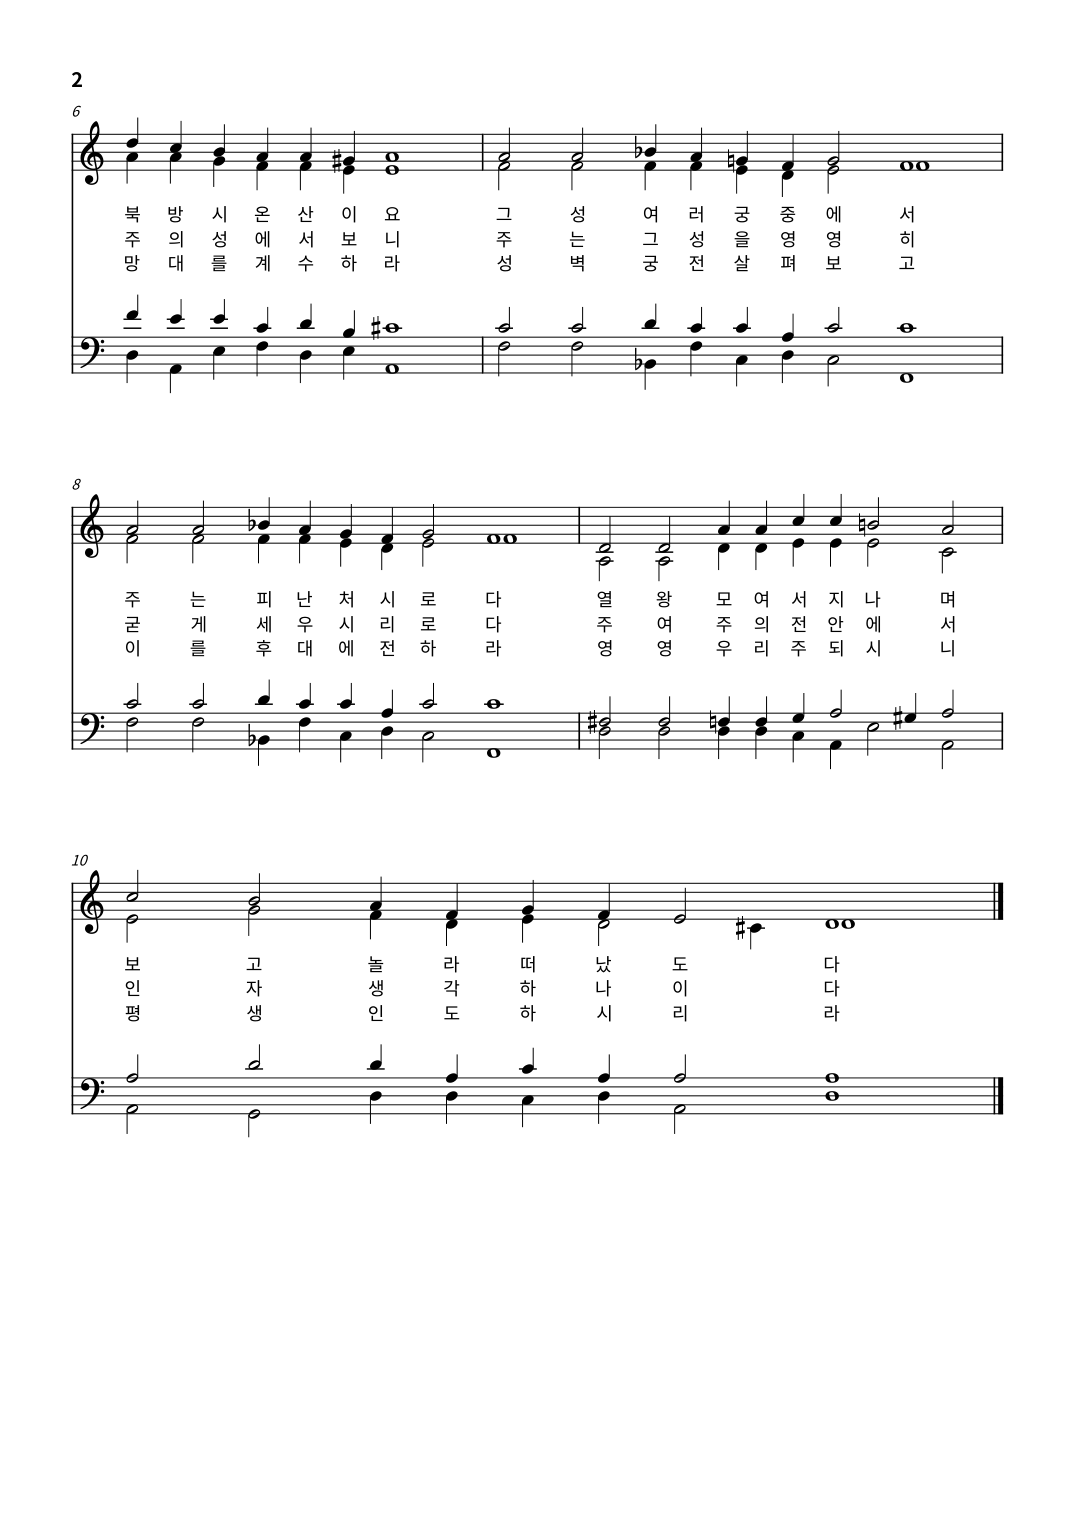 2
6
북 방 시 온 산 이 요 그 성 여 러 궁 중 에 서
주 의 성 에 서 보 니 주 는 그 성 을 영 영 히
망 대 를 계 수 하 라 성 벽 궁 전 살 펴 보 고
8
주 는 피 난 처 시 로 다 열 왕 모 여 서 지 나 며
굳 게 세 우 시 리 로 다 주 여 주 의 전 안 에 서
이 를 후 대 에 전 하 라 영 영 우 리 주 되 시 니
10
보 고 놀 라 떠 났 도 다
인 자 생 각 하 나 이 다
평 생 인 도 하 시 리 라